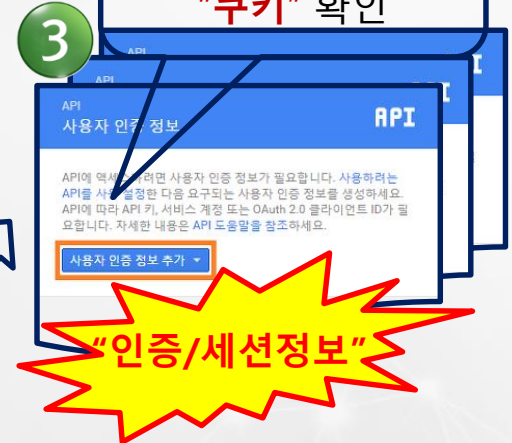 "쿠키" 확인
3
API
API
API
사용자 인증 정보
API
API에 액세스하려면 사용자 인증 정보가 필요합니다. 사용하려는
API를 사용 설정한 다음 요구되는 사용자 인증 정보를 생성하세요.
API에 따라 API 키, 서비스 계정 또는 OAuth 2.0 클라이언트 ID가 필
요합니다. 자세한 내용은 API 도움말을 참조하세요.
사용자 인증 정보 추가
"인증/세션정보"